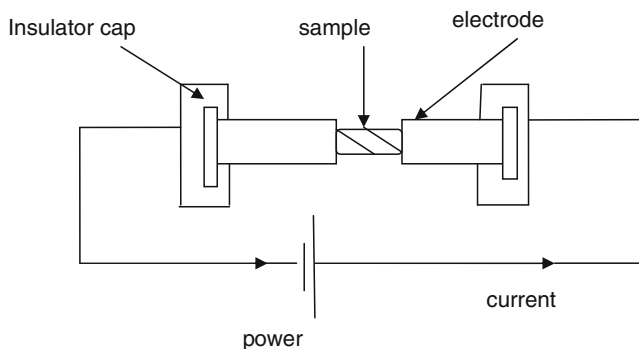 Insulator cap
sample
electrode
current
power